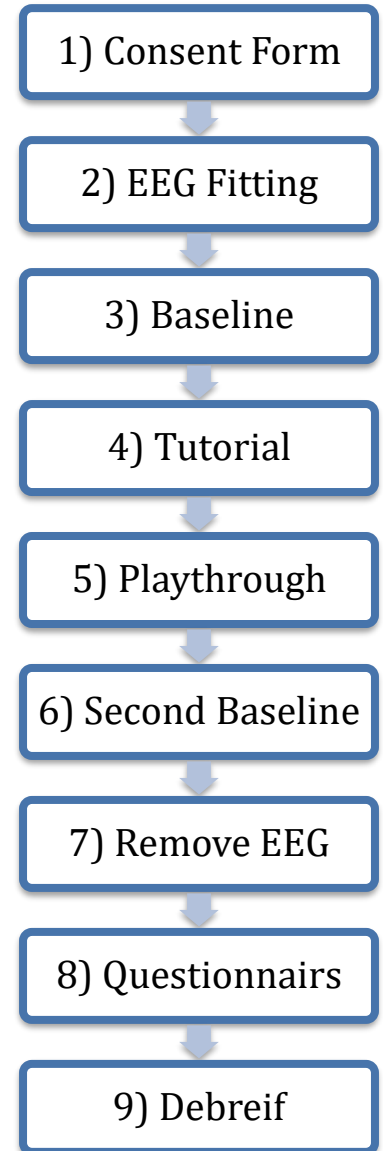 1) Consent Form
2) EEG Fitting
3) Baseline
4) Tutorial
5) Playthrough
6) Second Baseline
7) Remove EEG
8) Questionnairs
9) Debreif